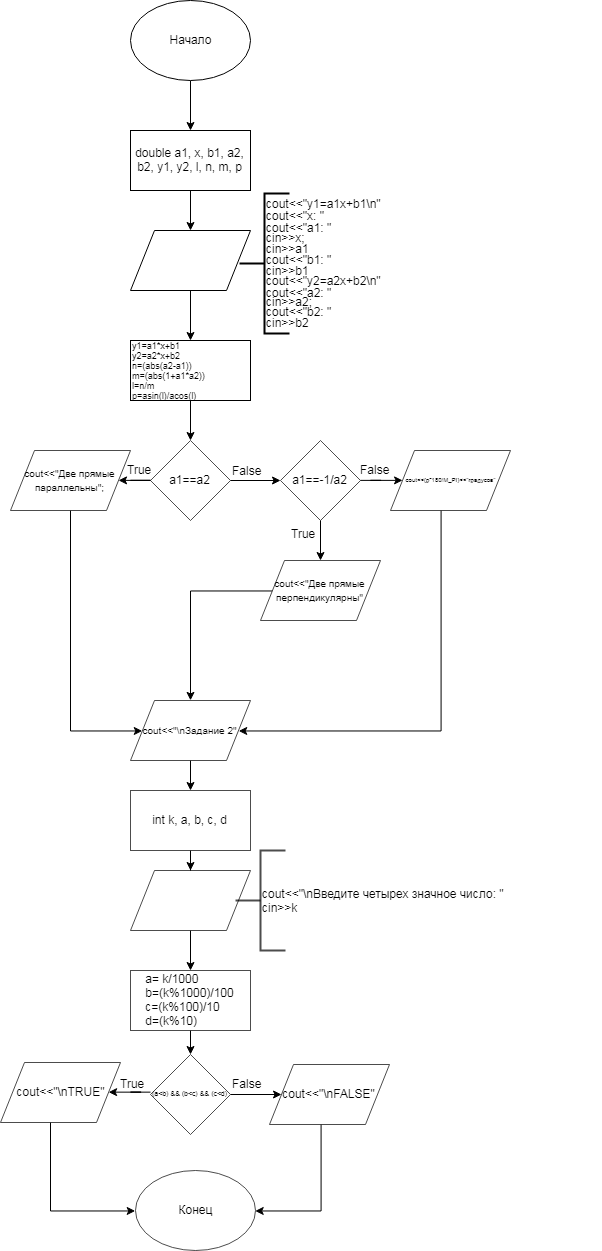 Начало
double a1, x, b1, a2,
b2, y1, y2, l, n, m, p
cout<<"y1=a1x+b1\n"
cout<<"x: "
cout<<"a1: "
cin>>x;
cin>>a1
cout<<"b1: "
cin>>b1
cout<<"y2=a2x+b2\n"
cout<<"a2: "
cin>>a2;
cout<<"b2: "
cin>>b2
y1=a1*x+b1
y2=a2*x+b2
n=(abs(a2-a1))
m=(abs(1+a1*a2))
l=n/m
p=asin(l)/acos(l)
cout<<"Две прямые
параллельны";
True
a1==a2
False
a1==-1/a2
False
cout<<(p*180/M_PI)<<"градусов"
True
cout<<"Две прямые
перпендикулярны"
cout<<"\nЗадание 2"
int k, a, b, c, d
cout<<"\nВведите четырех значное число: "
cin>>k
a= k/1000
b=(k%1000)/100
c=(k%100)/10
d=(k%10)
cout<<"\nTRUE"
True
(a<b) && (b<c) && (c<d)
False
cout<<"\nFALSE"
Конец